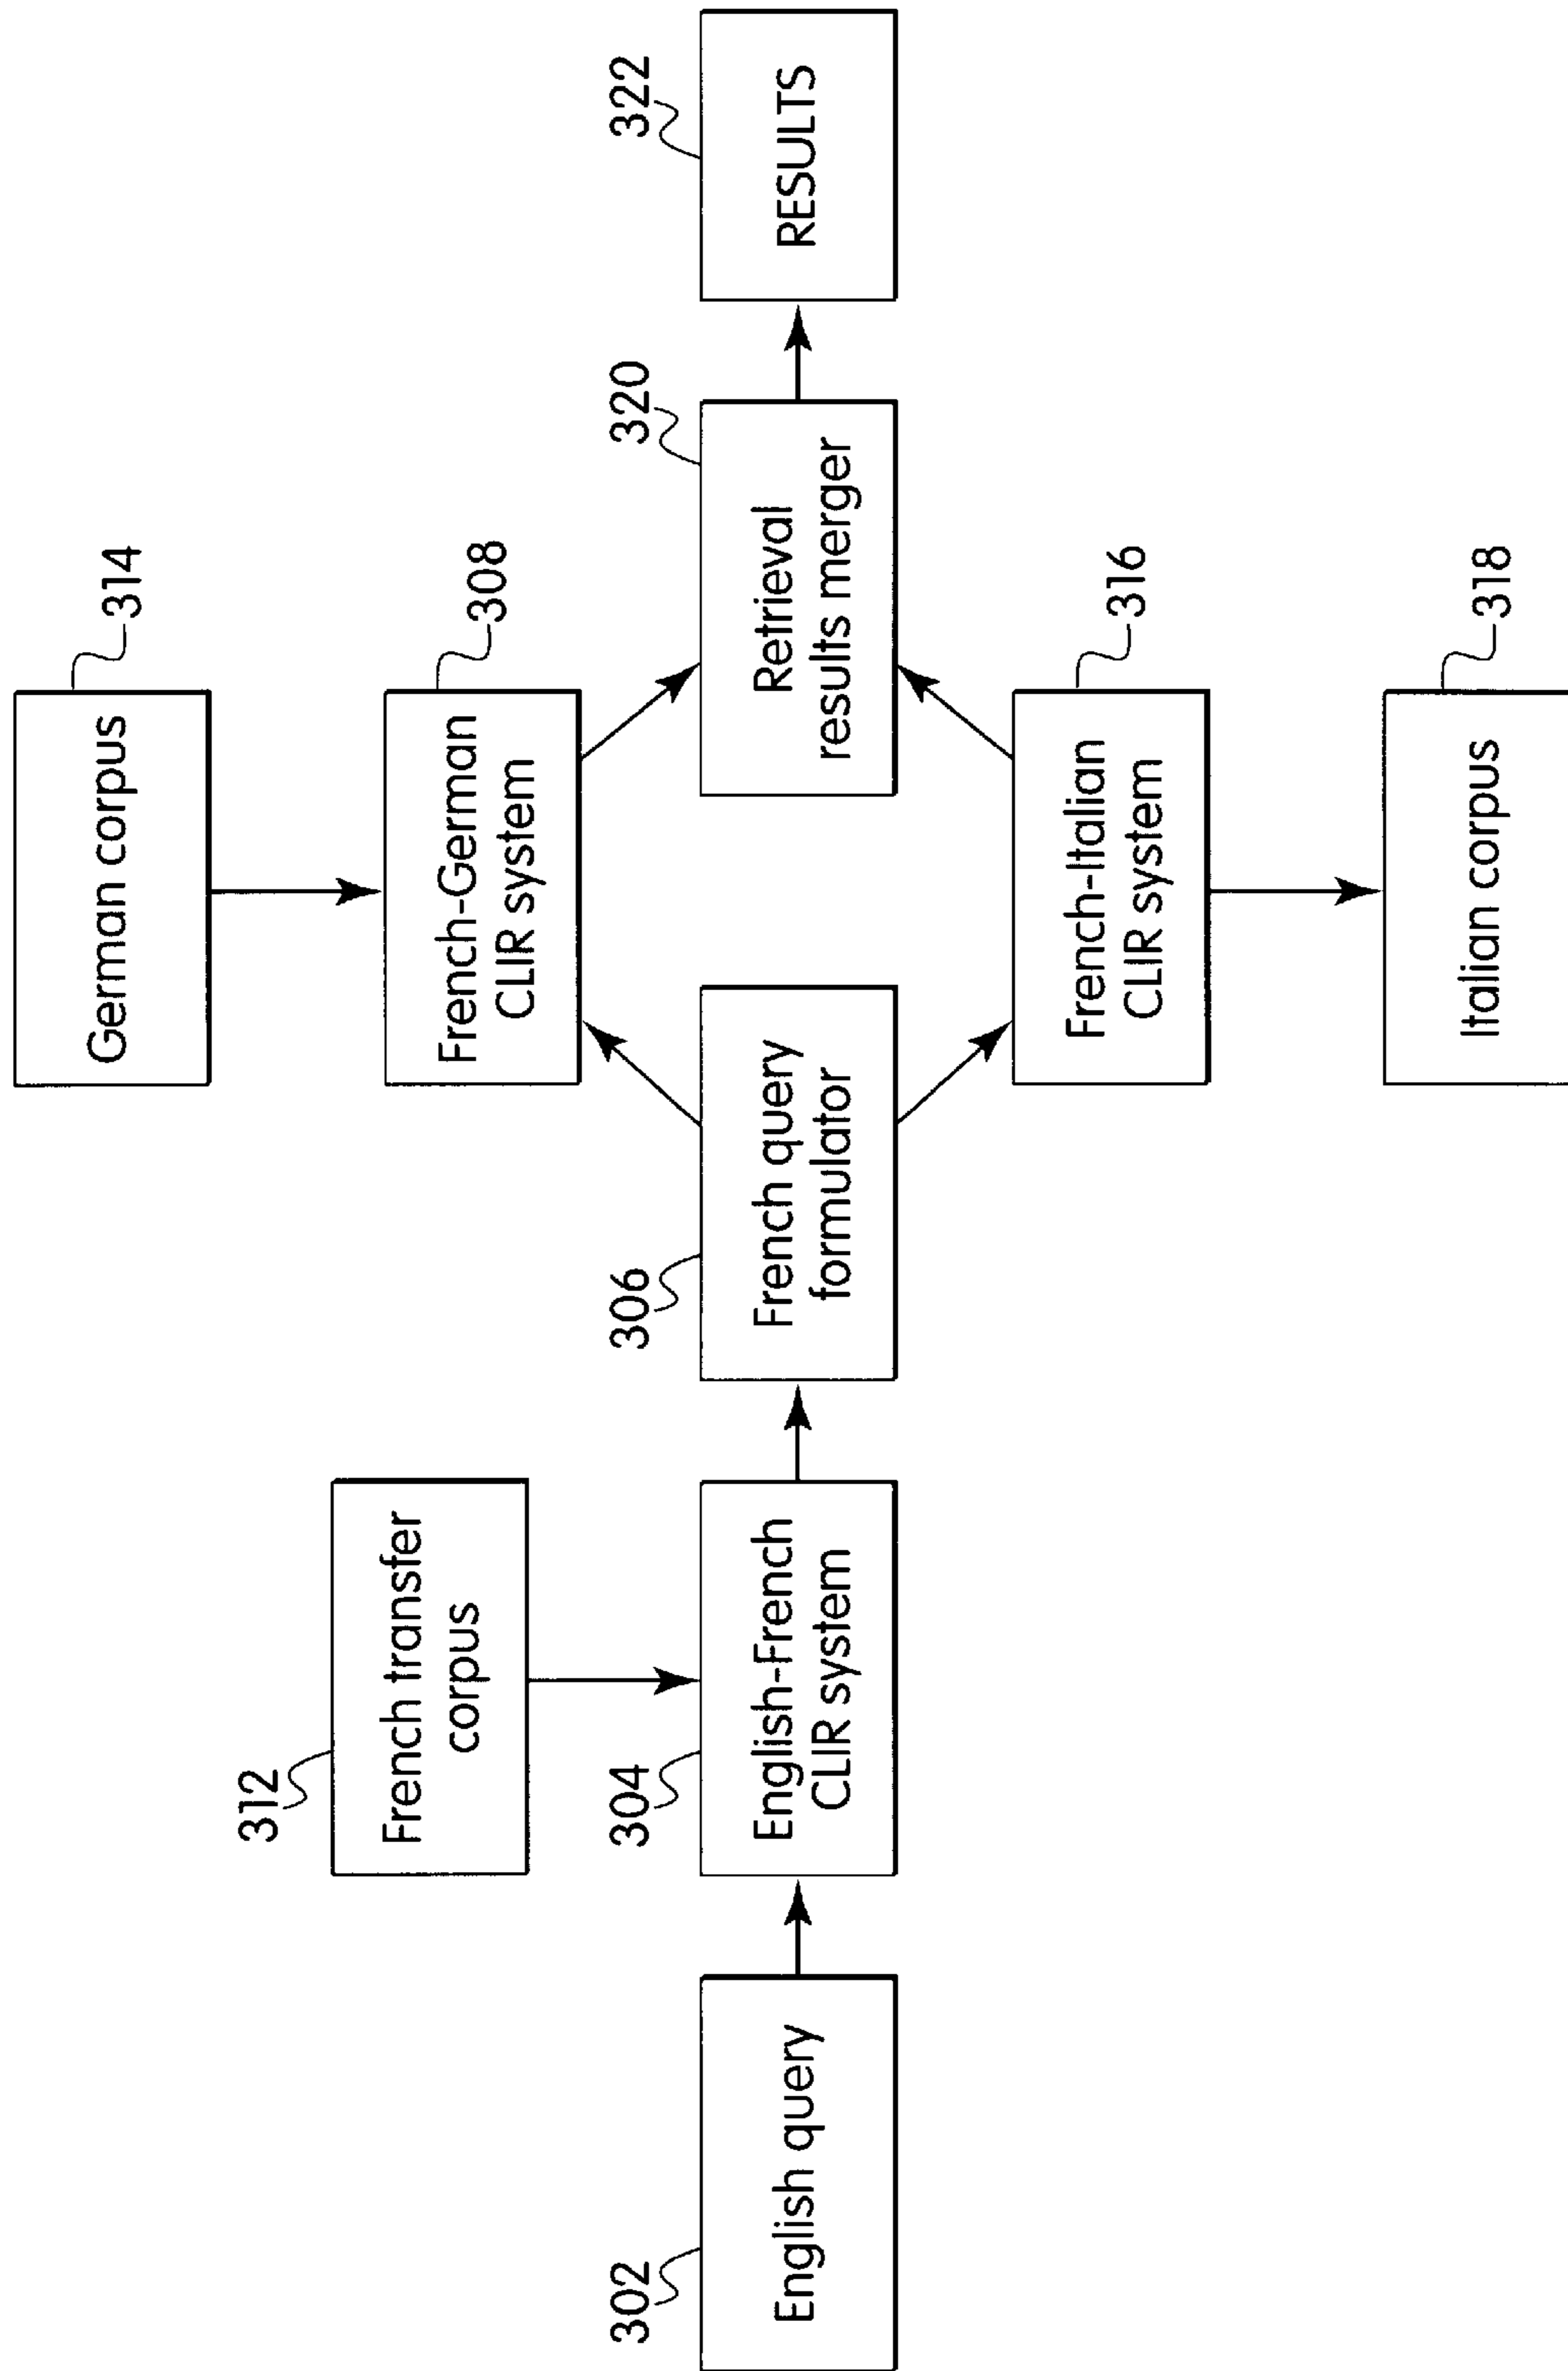 German corpus
314
French-German
CLIR system
308
French transfer
corpus
312
English query
302
English-French
CLIR system
304
French query
formulator
306
Retrieval
results merger
320
RESULTS
322
French-Italian
CLIR system
316
Italian corpus
318